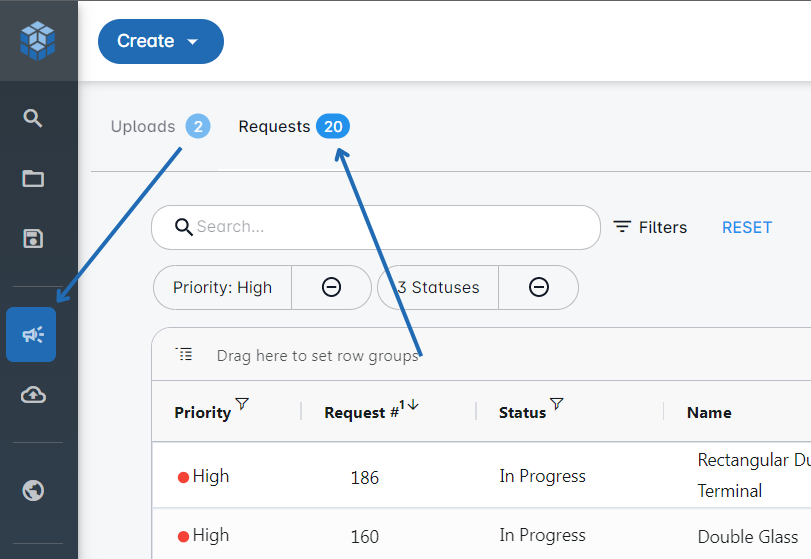 Create
Uploads 2 Requests 20
Search... Filters RESET
Priority: High 3 Statuses
Drag here to set row groups
Priority Request # 1 Status Name
High 186 In Progress Rectangular Du
Terminal
High 160 In Progress Double Glass